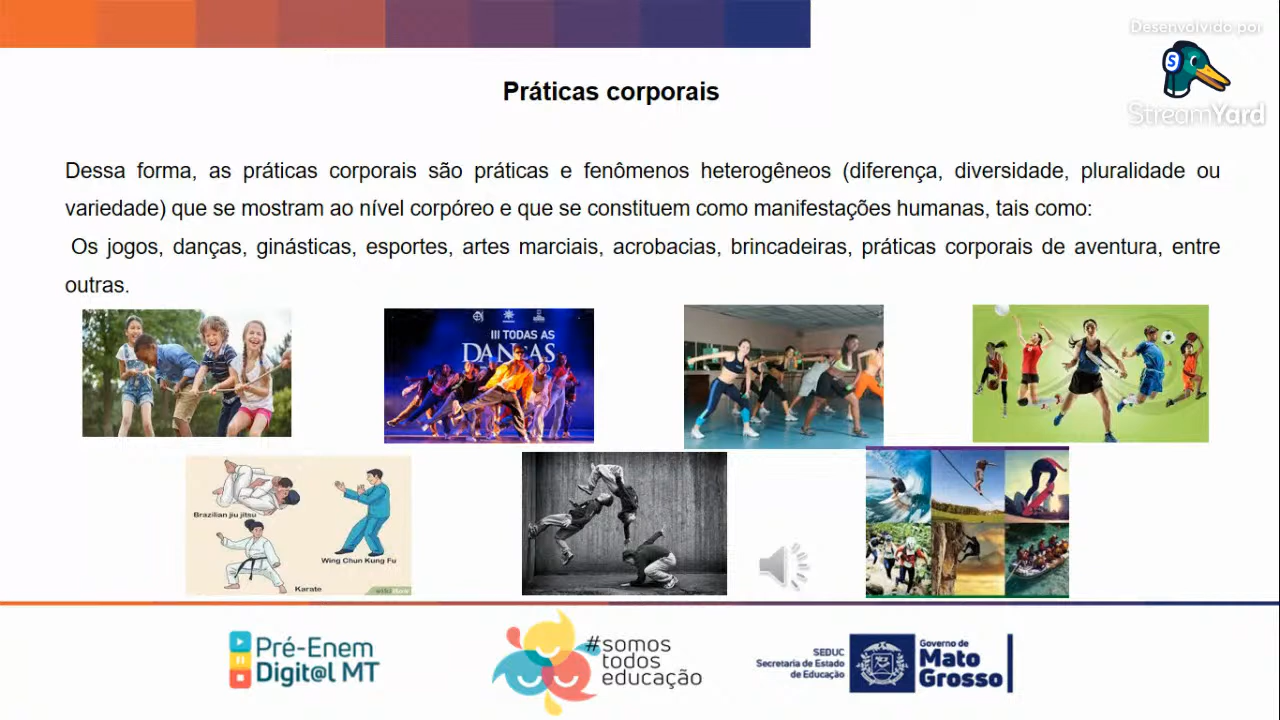 Desenvolvido por
S
StreamYard
Práticas corporais
Dessa forma, as práticas corporais são práticas e fenômenos heterogêneos (diferença, diversidade, pluralidade ou
variedade) que se mostram ao nível corpóreo e que se constituem como manifestações humanas, tais como:
Os jogos, danças, ginásticas, esportes, artes marciais, acrobacias, brincadeiras, práticas corporais de aventura, entre
outras.
III TODAS AS
DANÇAS
Brazilian jiu jitsu
Wing Chun Kung Fu
Karate
wikiHow
Pré-Enem
Digit@l MT
#somos
todos
educação
SEDUC
Secretaria de Estado
de Educação
Governo de
Mato
Grosso